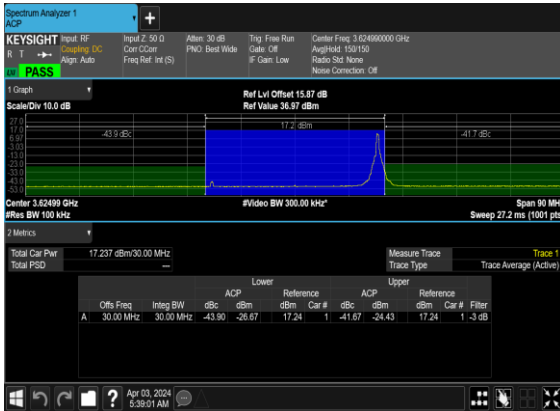 Spectrum Analyzer 1
ACP
+
KEYSIGHT Input: RF Input Z: 50 Ω Atten: 30 dB Trig: Free Run Center Freq: 3.624990000 GHz
R T Coupling: DC Corr CCorr PNO: Best Wide Gate: Off Avg|Hold: 150/150
Align: Auto Freq Ref: Int (S) IF Gain: Low Radio Std: None
PASS Noise Correction: Off
1 Graph
Scale/Div 10.0 dB Ref Lvl Offset 15.87 dB
Ref Value 36.97 dBm
27.0
17.0 17.2 dBm
6.97 -43.9 dBc -41.7 dBc
-3.03
-13.0
-23.0
-33.0
-43.0
-53.0
Center 3.62499 GHz #Video BW 300.00 kHz* Span 90 MH
#Res BW 100 kHz Sweep 27.2 ms (1001 pts
2 Metrics
Total Car Pwr 17.237 dBm/30.00 MHz Measure Trace Trace 1
Total PSD --- Trace Type Trace Average (Active)
Lower Upper
ACP Reference ACP Reference
Offs Freq Integ BW dBc dBm dBm Car # dBc dBm dBm Car # Filter
A 30.00 MHz 30.00 MHz -43.90 -26.67 17.24 1 -41.67 -24.43 17.24 1 -3 dB
? Apr 03, 2024
5:39:01 AM